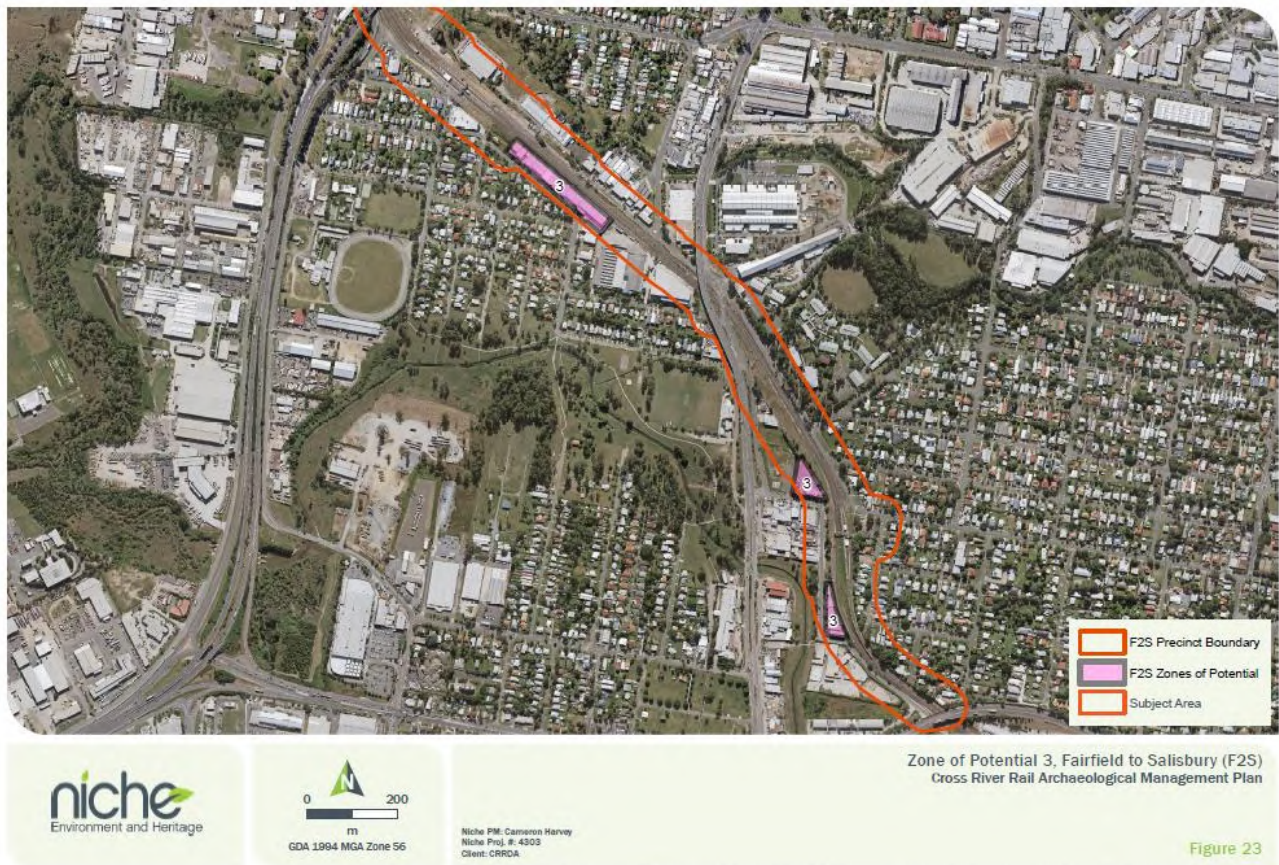 3
3
3
F2S Precinct Boundary
F2S Zones of Potential
Subject Area
niche
Environment and Heritage
N
0 200
m
GDA 1994 MGA Zone 56
Niche PM: Cameron Harvey
Niche Proj. #: 4303
Client: CRRDA
Zone of Potential 3, Fairfield to Salisbury (F2S)
Cross River Rail Archaeological Management Plan
Figure 23